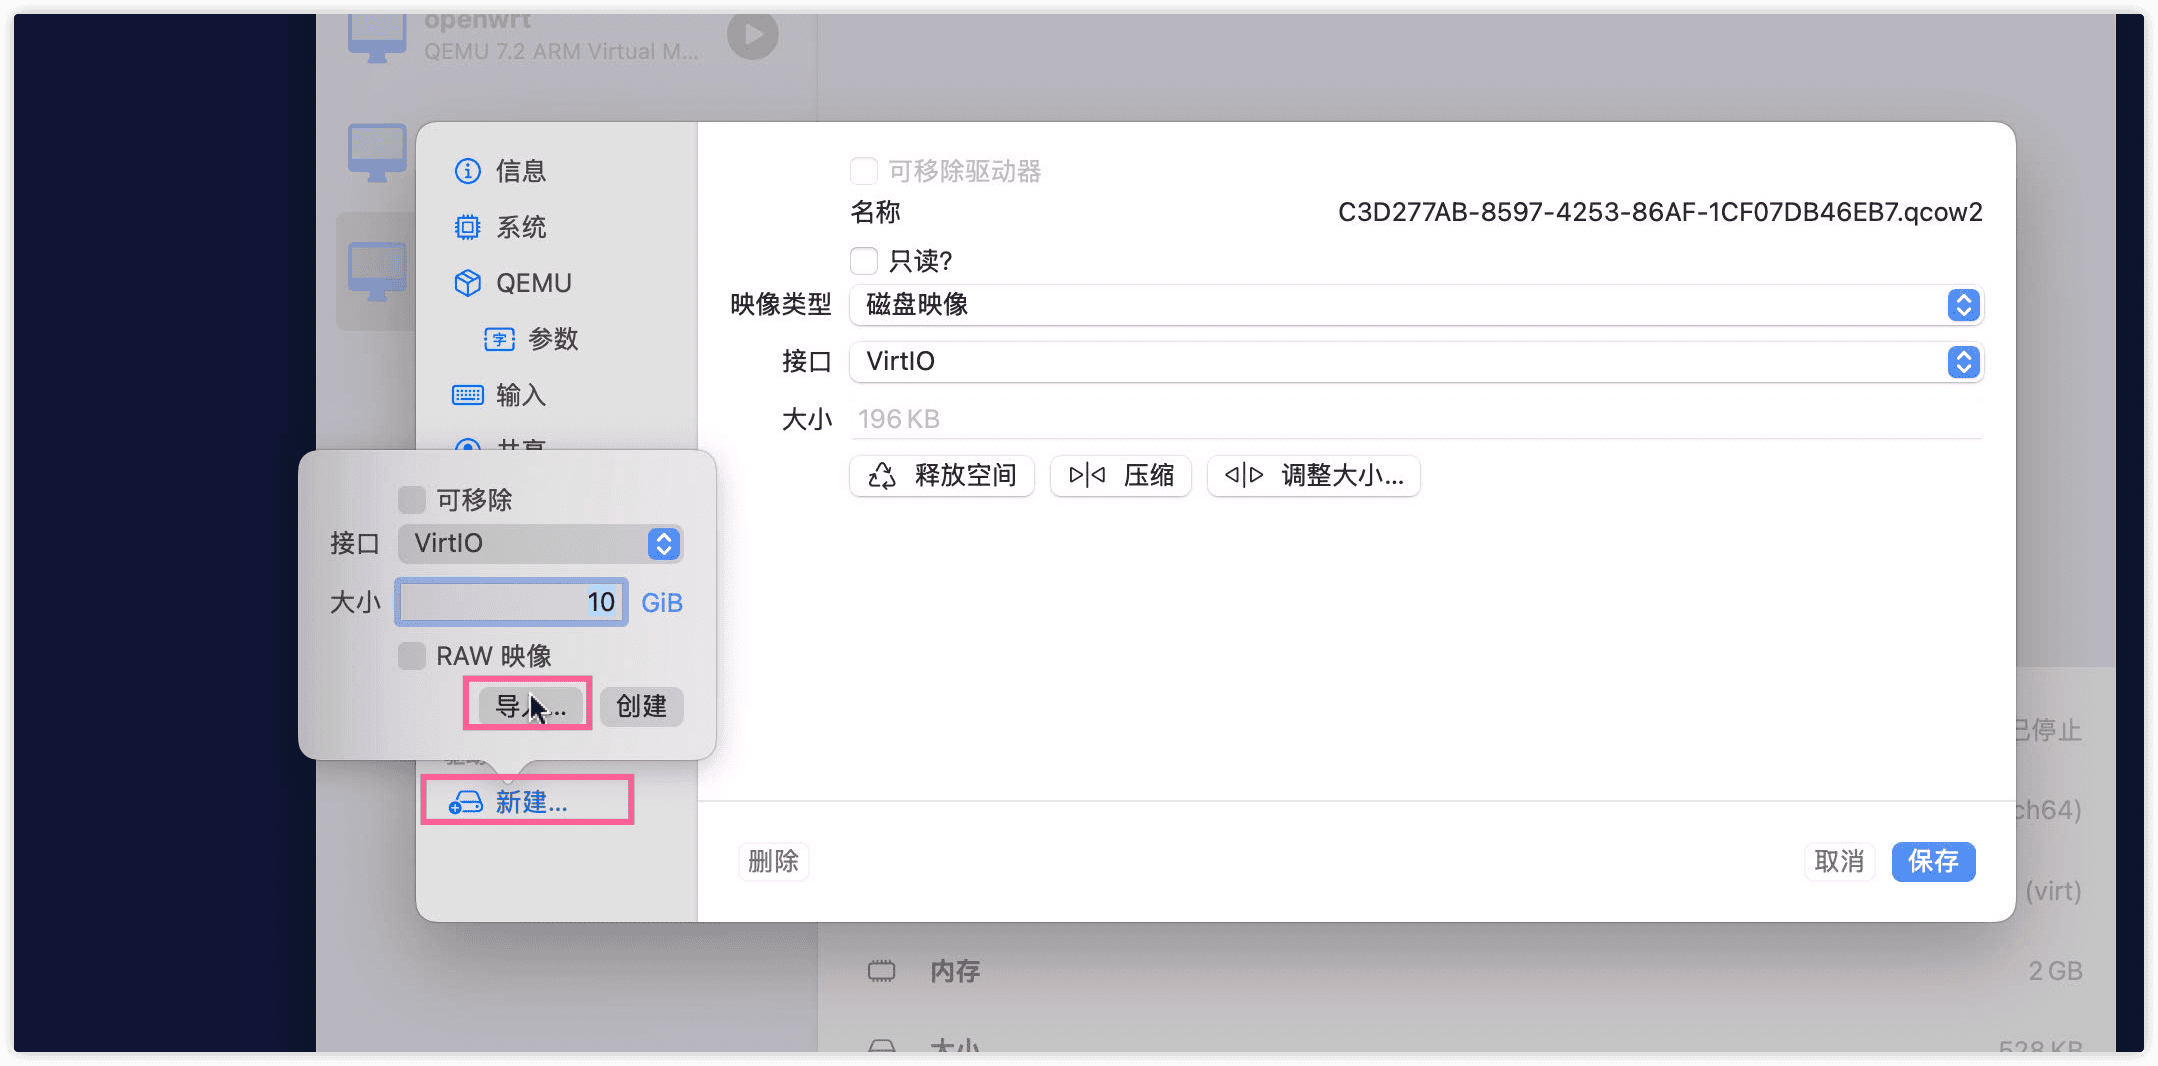 openwrt
QEMU 7.2 ARM Virtual M...
信息
系统
QEMU
参数
输入
共享
可移除
接口 VirtIO
大小 10 GiB
RAW 映像
导入...
创建
新建...
可移除驱动器
名称 C3D277AB-8597-4253-86AF-1CF07DB46EB7.qcow2
只读?
映像类型 磁盘映像
接口 VirtIO
大小 196 KB
释放空间 压缩 调整大小...
删除 取消 保存
已停止
ch64)
(virt)
内存 2 GB
大小 528 KB